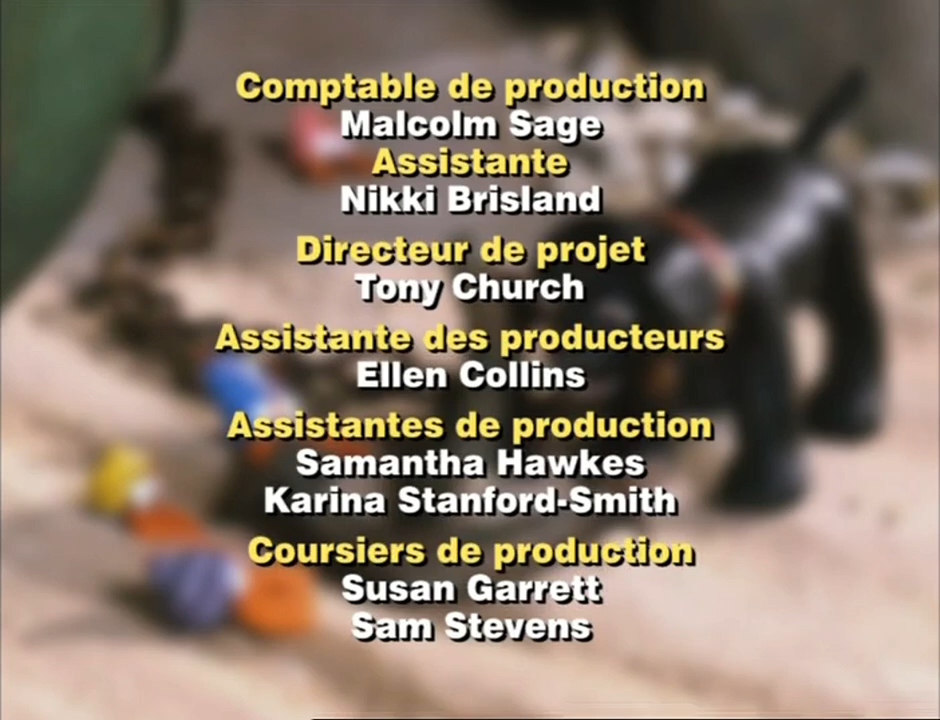 Comptable de production
Malcolm Sage
Assistante
Nikki Brisland
Directeur de projet
Tony Church
Assistante des producteurs
Ellen Collins
Assistantes de production
Samantha Hawkes
Karina Stanford-Smith
Coursiers de production
Susan Garrett
Sam Stevens